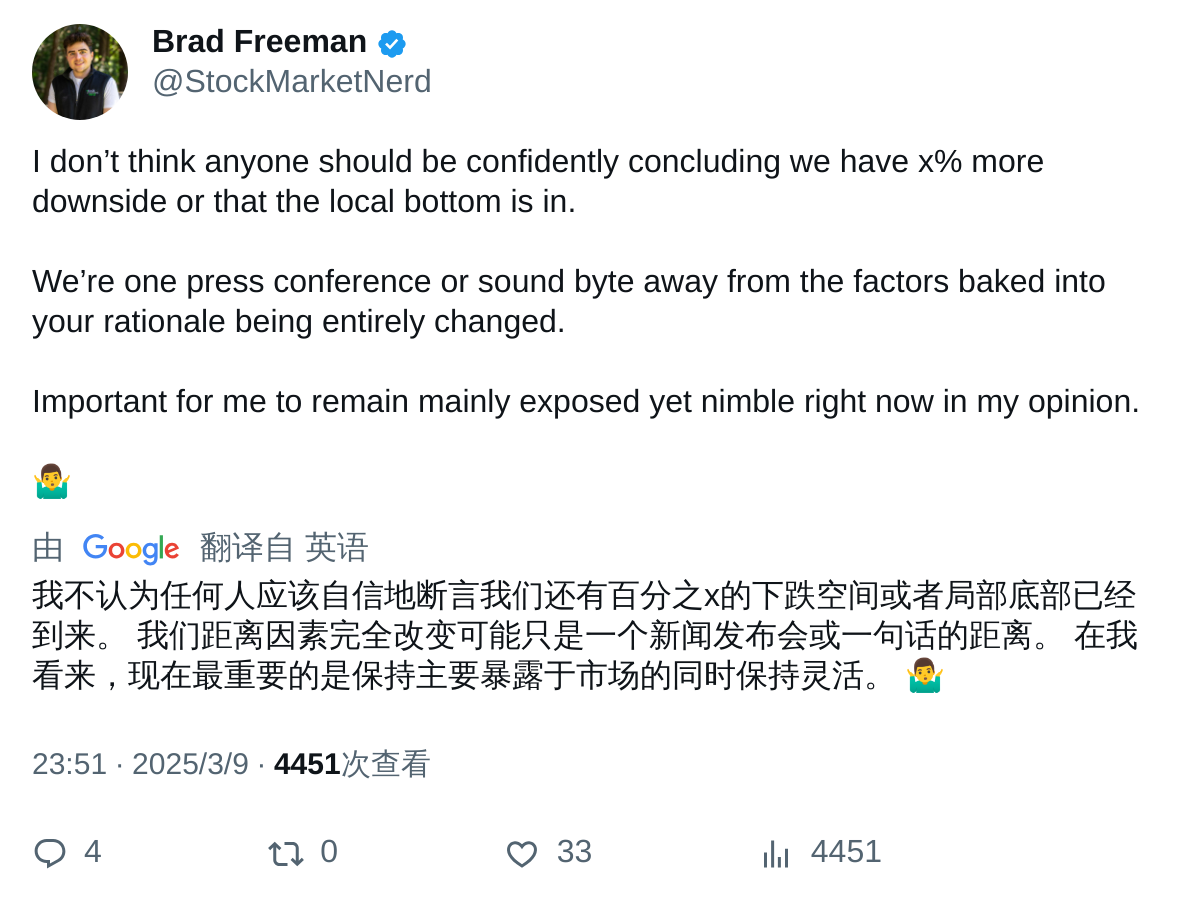 Brad Freeman
@StockMarketNerd
I don’t think anyone should be confidently concluding we have x% more
downside or that the local bottom is in.
We’re one press conference or sound byte away from the factors baked into
your rationale being entirely changed.
Important for me to remain mainly exposed yet nimble right now in my opinion.
🤷‍♂️
由 Google 翻译自 英语
我不认为任何人应该自信地断言我们还有百分之x的下跌空间或者局部底部已经
到来。 我们距离因素完全改变可能只是一个新闻发布会或一句话的距离。 在我
看来，现在最重要的是保持主要暴露于市场的同时保持灵活。 🤷‍♂️
23:51 · 2025/3/9 · 4451次查看
4 0 33 4451